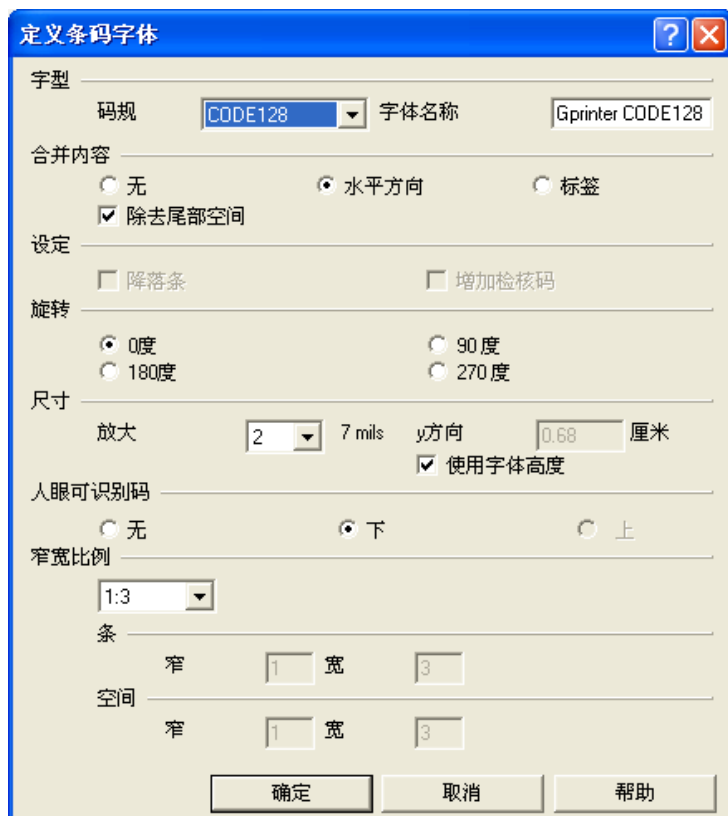 定义条码字体
字型
码规 CODE128 字体名称 Gprinter CODE128
合并内容
无 水平方向 标签
除去尾部空间
设定
降落条 增加检核码
旋转
0度 90度
180度 270度
尺寸
放大 2 7 mils y方向 0.68 厘米
使用字体高度
人眼可识别码
无 下 上
窄宽比例
1:3
条
窄 1 宽 3
空间
窄 1 宽 3
确定 取消 帮助